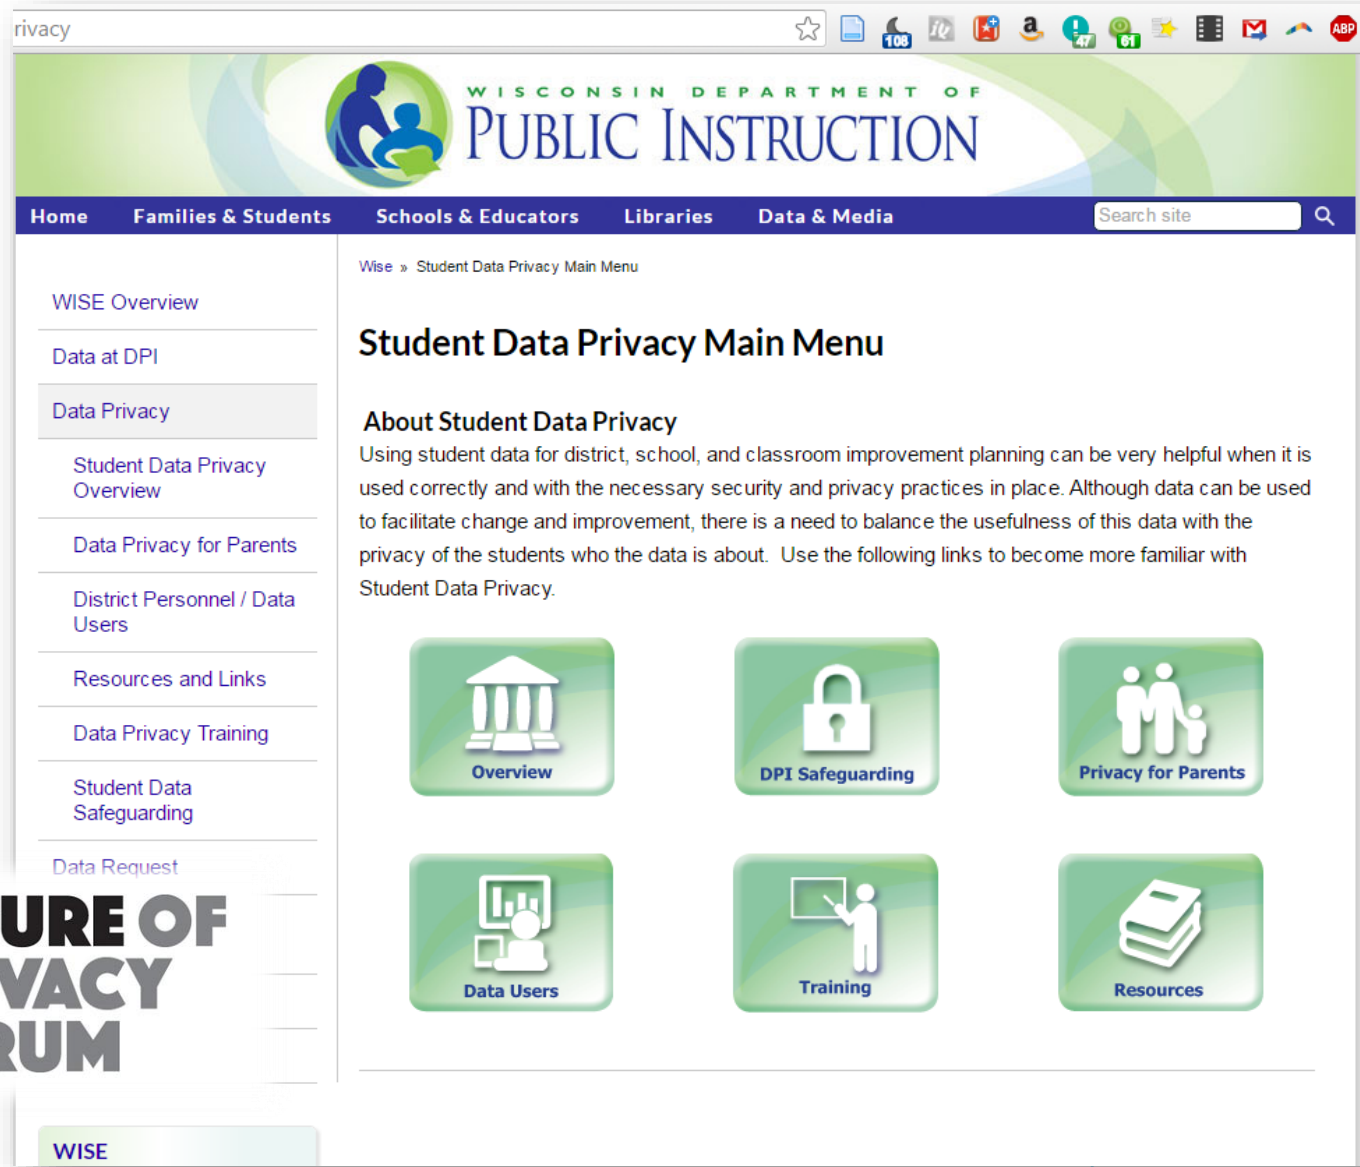 rivacy
108
47
61
ABP
WISCONSIN DEPARTMENT OF
PUBLIC INSTRUCTION
Home Families & Students Schools & Educators Libraries Data & Media Search site
Wise » Student Data Privacy Main Menu
WISE Overview
Data at DPI
Data Privacy
Student Data Privacy
Overview
Data Privacy for Parents
District Personnel / Data
Users
Resources and Links
Data Privacy Training
Student Data
Safeguarding
Data Request
URE OF
VACY
RUM
WISE
Student Data Privacy Main Menu
About Student Data Privacy
Using student data for district, school, and classroom improvement planning can be very helpful when it is
used correctly and with the necessary security and privacy practices in place. Although data can be used
to facilitate change and improvement, there is a need to balance the usefulness of this data with the
privacy of the students who the data is about. Use the following links to become more familiar with
Student Data Privacy.
Overview
DPI Safeguarding
Privacy for Parents
Data Users
Training
Resources